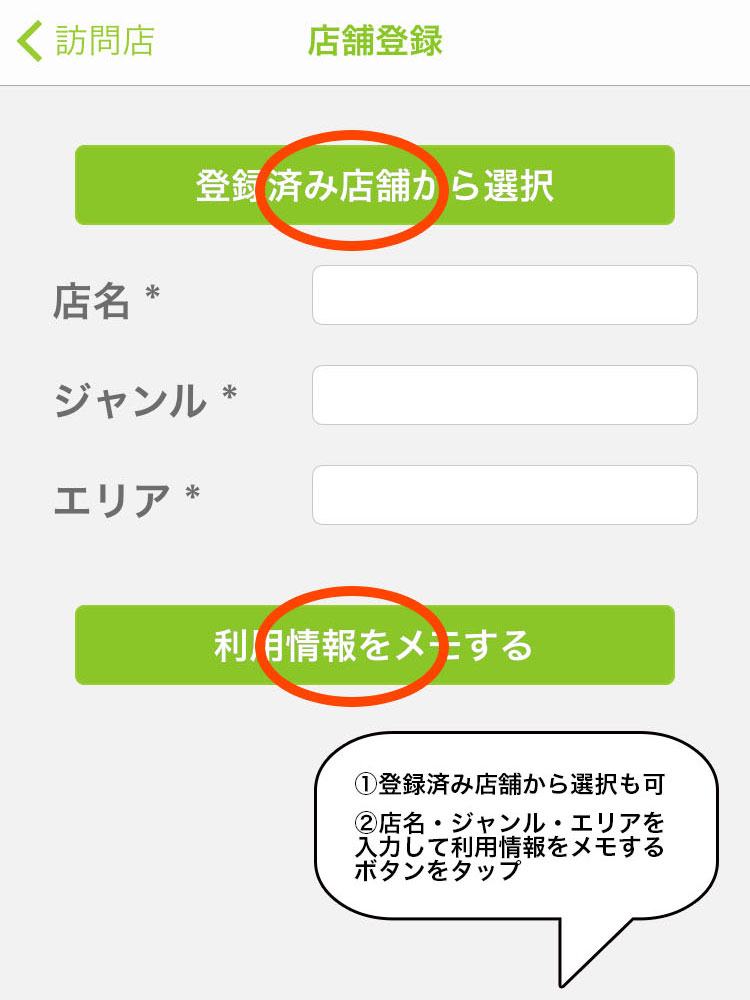 訪問店
店舗登録
登録済み店舗から選択
店名 *
ジャンル *
エリア *
利用情報をメモする
①登録済み店舗から選択も可
②店名・ジャンル・エリアを
入力して利用情報をメモする
ボタンをタップ